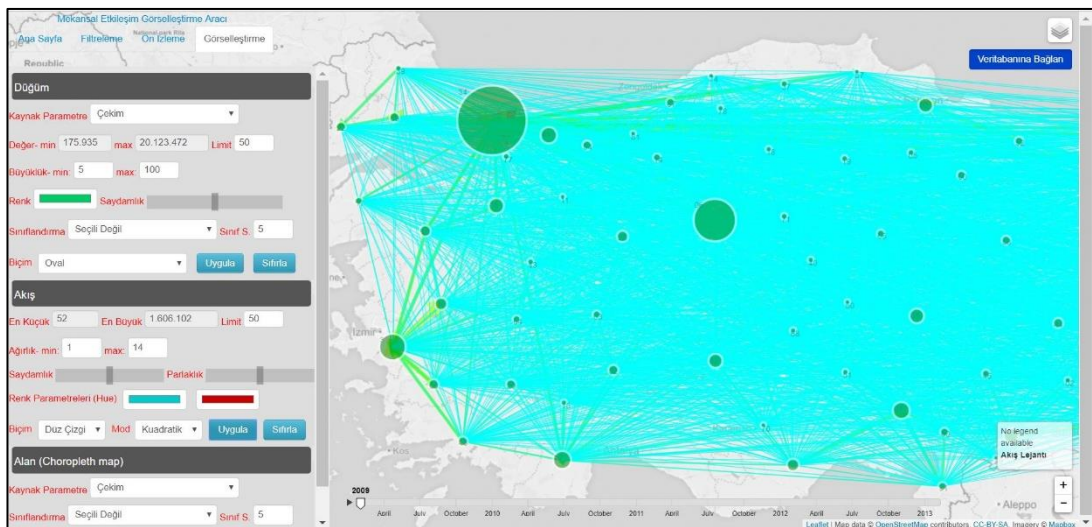 Mekansal Etkileşim Görselleştirme Aracı
Ana Sayfa Filtreleme Ön İzleme Görselleştirme
Republic
Veritabanına Bağlan
Düğüm
Kaynak Parametre Çekim
Değer- min 175.935 max 20.123.472 Limit 50
Büyüklük- min: 5 max: 100
Renk Saydamlık
Sınıflandırma Seçili Değil Sınıf S. 5
Biçim Oval Uygula Sıfırla
Akış
En Küçük 52 En Büyük 1.606.102 Limit 50
Ağırlık- min: 1 max: 14
Saydamlık Parlaklık
Renk Parametreleri (Hue)
Biçim Düz Çizgi Mod Kuadratik Uygula Sıfırla
Alan (Choropleth map)
Kaynak Parametre Çekim
Sınıflandırma Seçili Değil Sınıf S. 5
Izmir
Kos
No legend
available
Akış Lejantı
+
−
Aleppo
2009
April July October 2010 April July October 2011 April July October 2012 April July October 2013
Leaflet | Map data © OpenStreetMap contributors, CC-BY-SA, Imagery © Mapbox